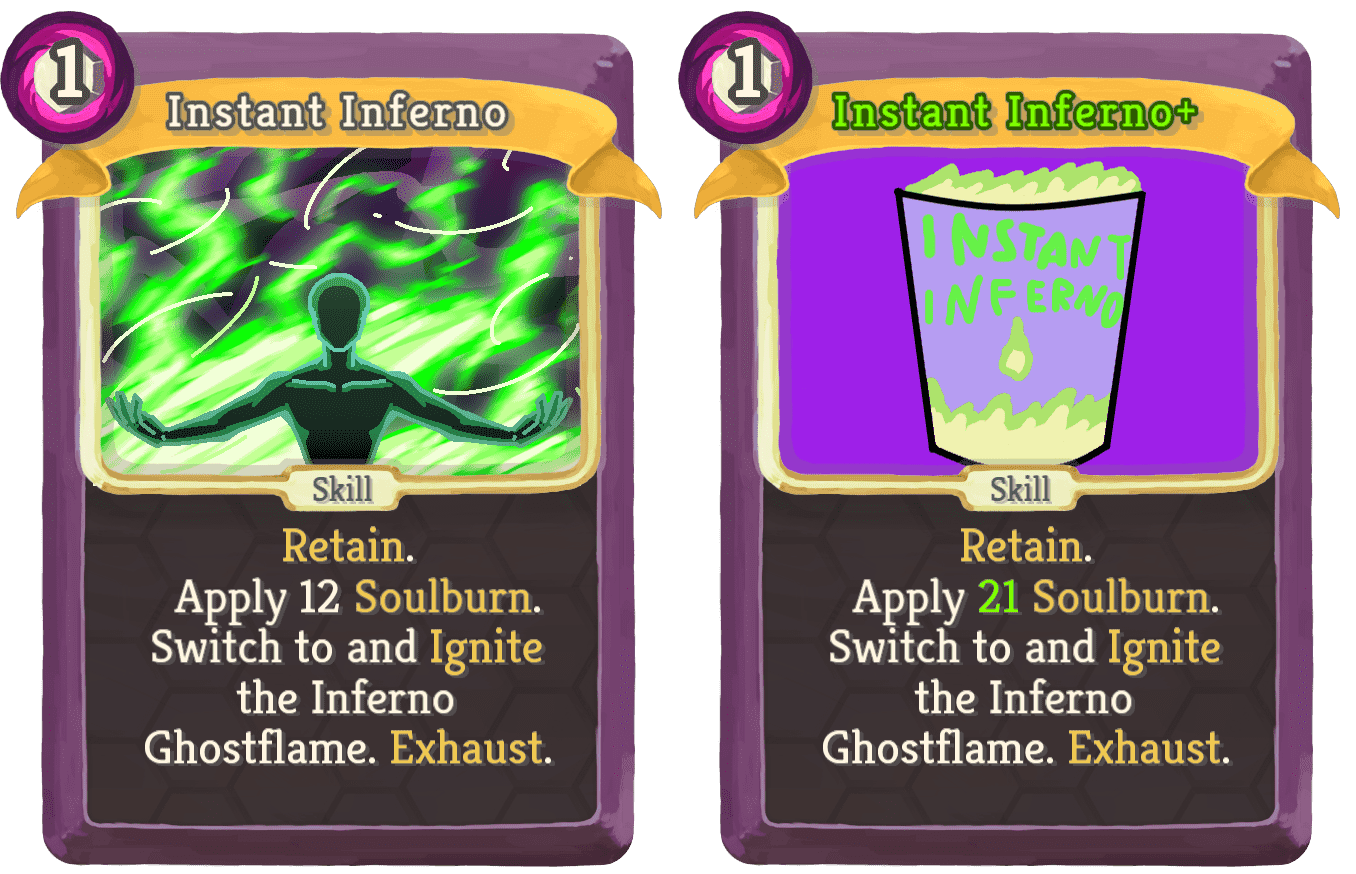 1
Instant Inferno
Skill
Retain.
Apply 12 Soulburn.
Switch to and Ignite
the Inferno
Ghostflame. Exhaust.
1
Instant Inferno+
INSTANT
INFERNO
Skill
Retain.
Apply 21 Soulburn.
Switch to and Ignite
the Inferno
Ghostflame. Exhaust.